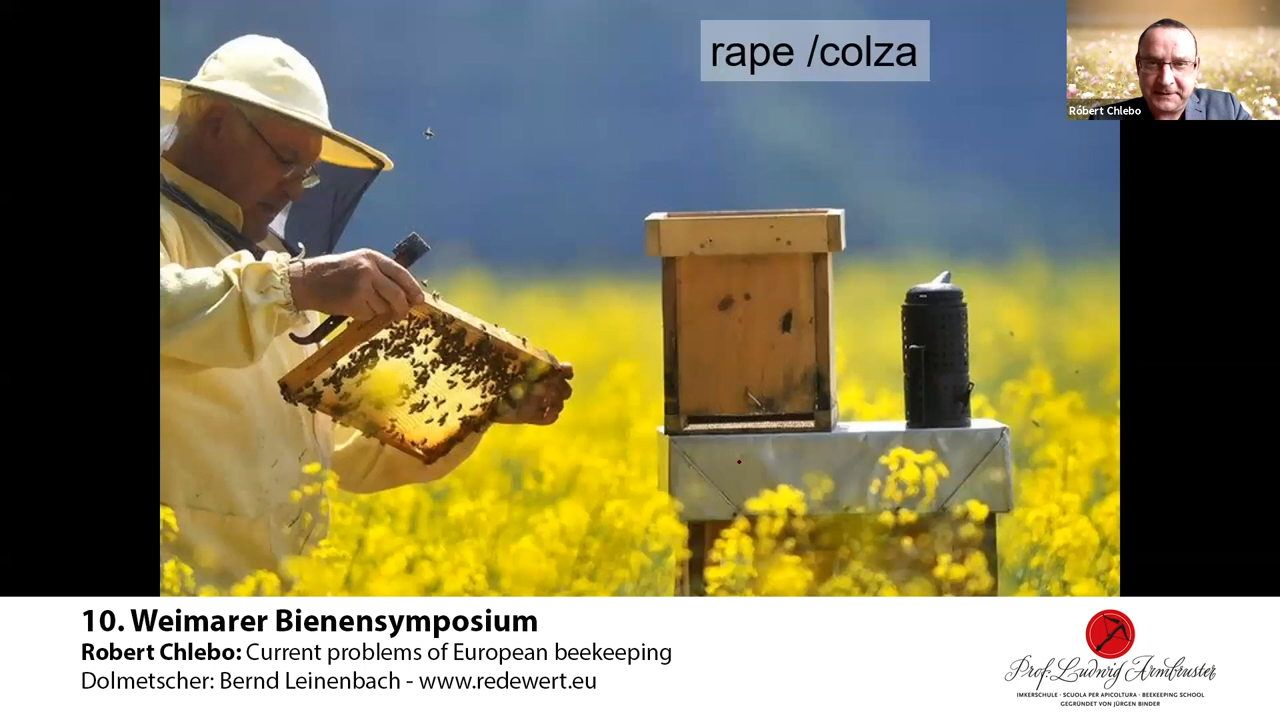 rape /colza
Róbert Chlebo
10. Weimarer Bienensymposium
Robert Chlebo: Current problems of European beekeeping
Dolmetscher: Bernd Leinenbach - www.redewert.eu
Prof. Ludwig Armbruster
IMKERSCHULE · SCUOLA PER APICOLTURA · BEEKEEPING SCHOOL
GEGRÜNDET VON JÜRGEN BINDER